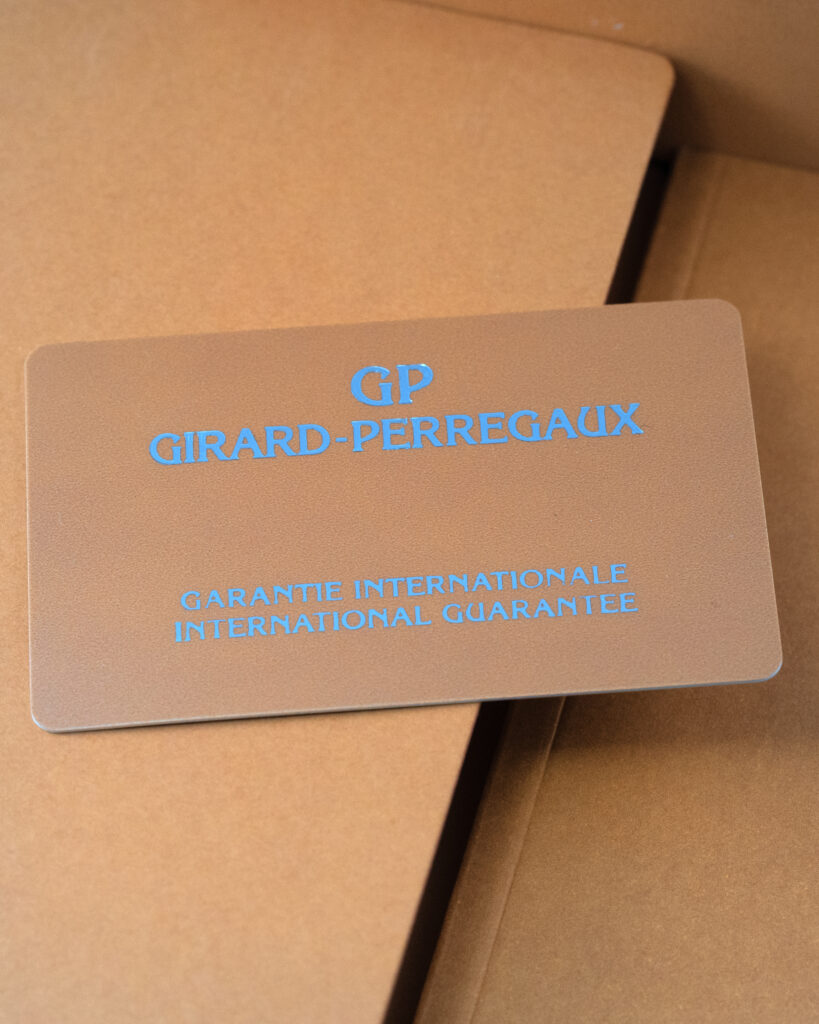 GP
GIRARD-PERREGAUX
GARANTIE INTERNATIONALE
INTERNATIONAL GUARANTEE